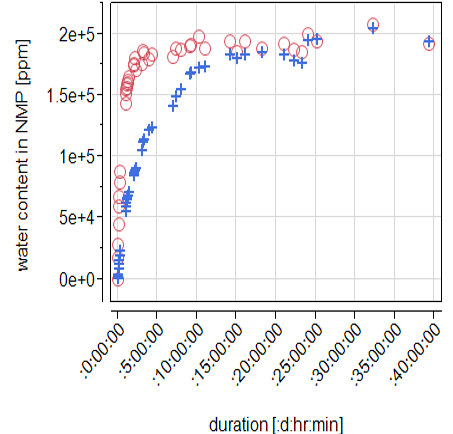 water content in NMP [ppm]
2e+5
1.5e+5
1e+5
5e+4
0e+0
:0:00:00
:5:00:00
:10:00:00
:15:00:00
:20:00:00
:25:00:00
:30:00:00
:35:00:00
:40:00:00
duration [:d:hr:min]